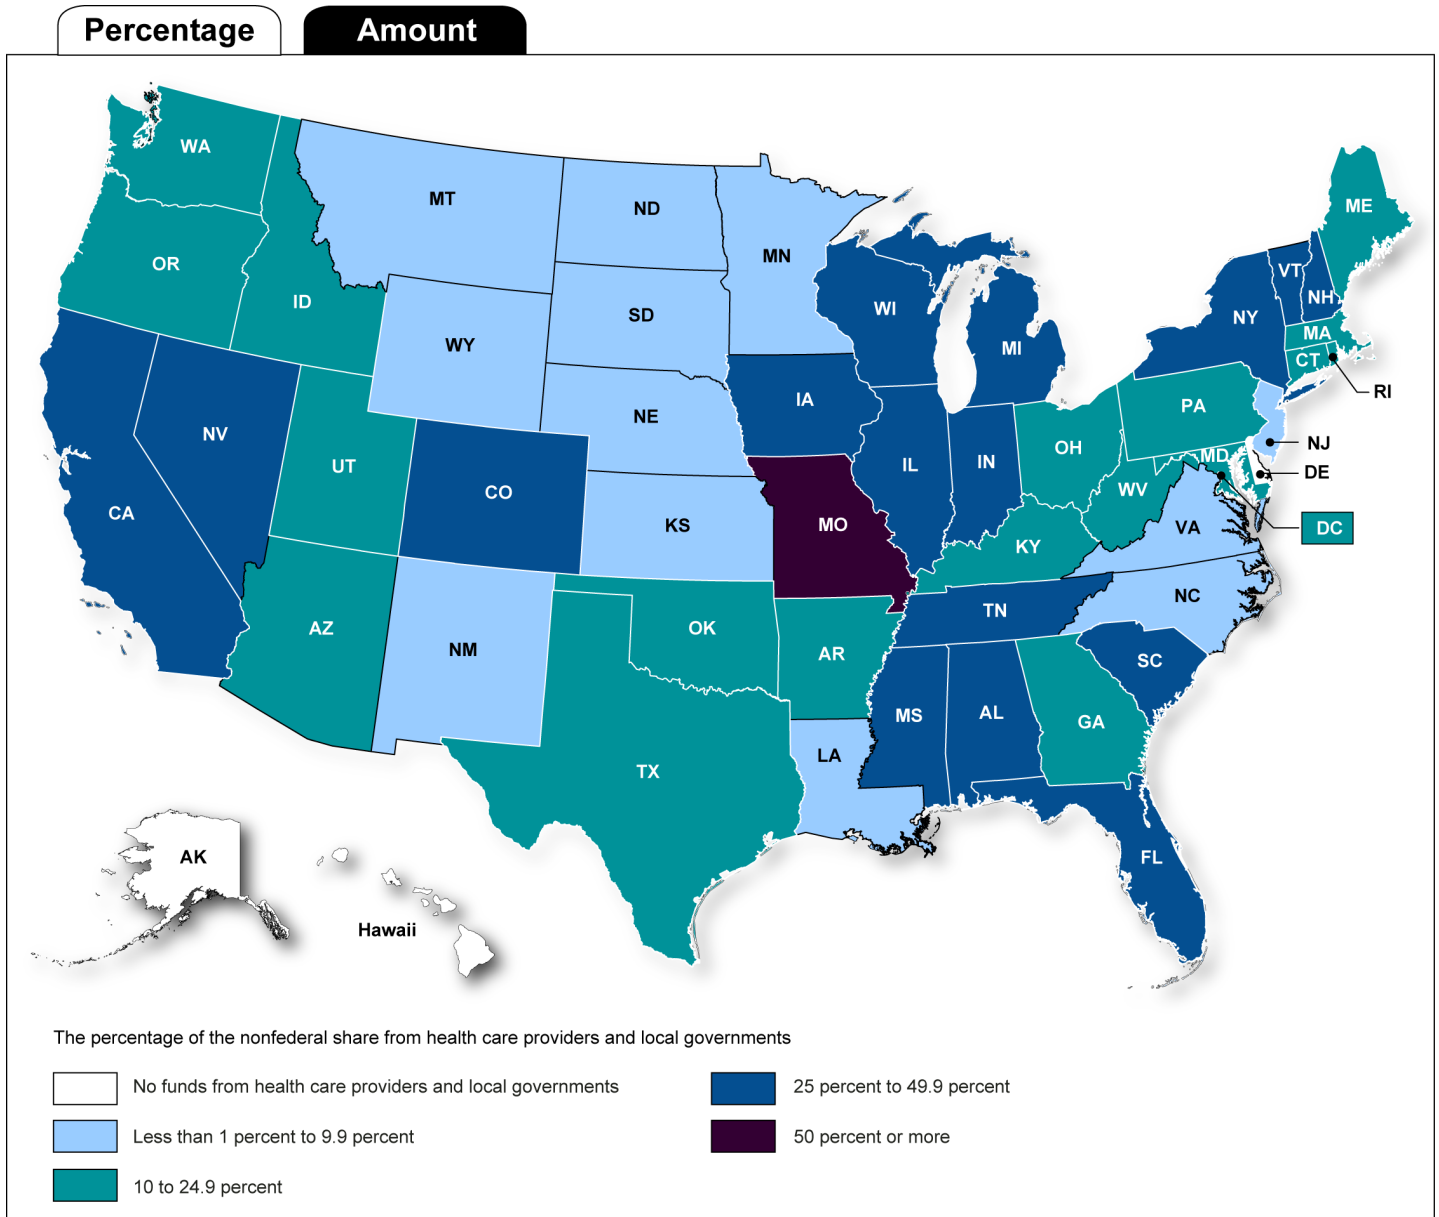 Percentage
Amount
WA
MT
ND
MN
ME
OR
ID
SD
WI
VT
NH
NY
MA
MI
CT
WY
RI
IA
PA
NE
NV
NJ
OH
MD
UT
IL
IN
DE
CO
WV
CA
KS
MO
VA
DC
KY
NC
TN
AZ
OK
NM
AR
SC
MS
AL
GA
LA
TX
AK
FL
Hawaii
The percentage of the nonfederal share from health care providers and local governments
No funds from health care providers and local governments
25 percent to 49.9 percent
Less than 1 percent to 9.9 percent
50 percent or more
10 to 24.9 percent